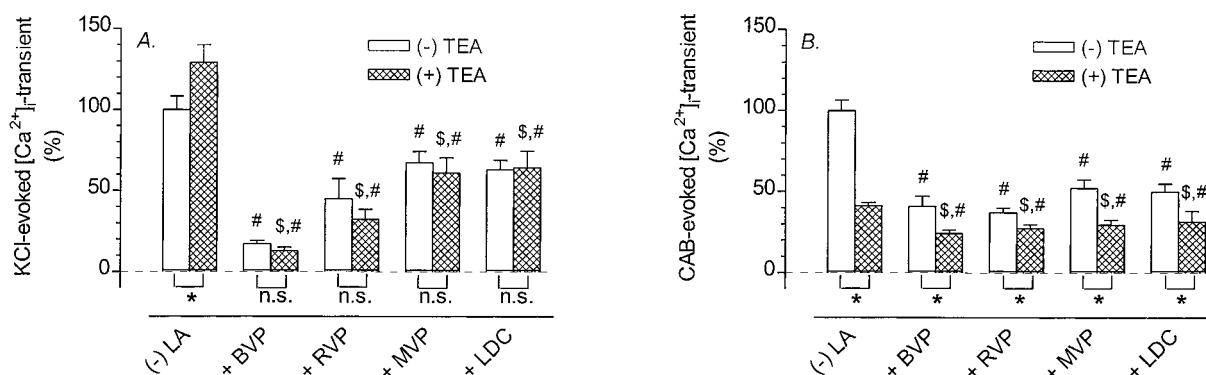 A.
KCl-evoked [Ca2+]i-transient
(%)
150
100
50
0
(-) TEA
(+) TEA
#
$,#
#
$,#
#
$,#
#
$,#
*
n.s.
n.s.
n.s.
n.s.
(-) LA
+ BVP
+ RVP
+ MVP
+ LDC
B.
CAB-evoked [Ca2+]i-transient
(%)
150
100
50
0
(-) TEA
(+) TEA
#
$,#
#
$,#
#
$,#
#
$,#
*
*
*
*
*
(-) LA
+ BVP
+ RVP
+ MVP
+ LDC